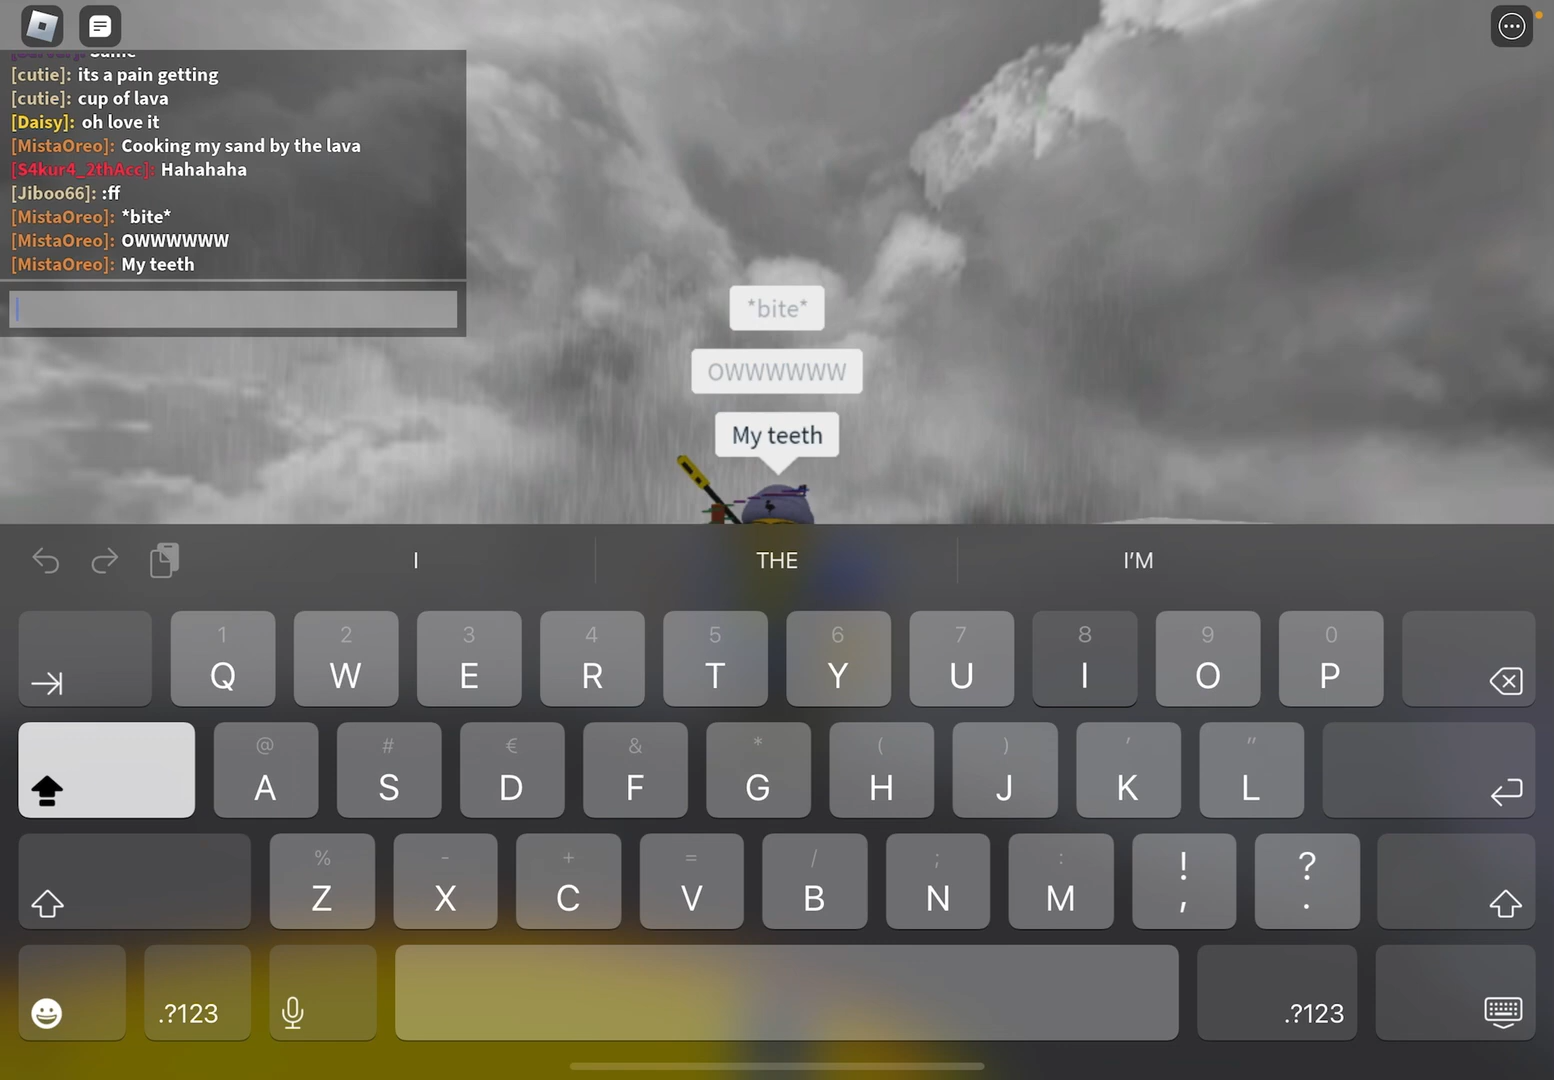 [cutie]: its a pain getting
[cutie]: cup of lava
[Daisy]: oh love it
[MistaOreo]: Cooking my sand by the lava
[S4kur4_2thAcc]: Hahahaha
[Jiboo66]: :ff
[MistaOreo]: *bite*
[MistaOreo]: OWWWWWW
[MistaOreo]: My teeth
*bite*
OWWWWWW
My teeth
I THE I'M
1 2 3 4 5 6 7 8 9 0
Q W E R T Y U I O P
@ # € & * ( ) ' "
A S D F G H J K L
% - + = / ; : ! ?
Z X C V B N M , .
.?123 .?123